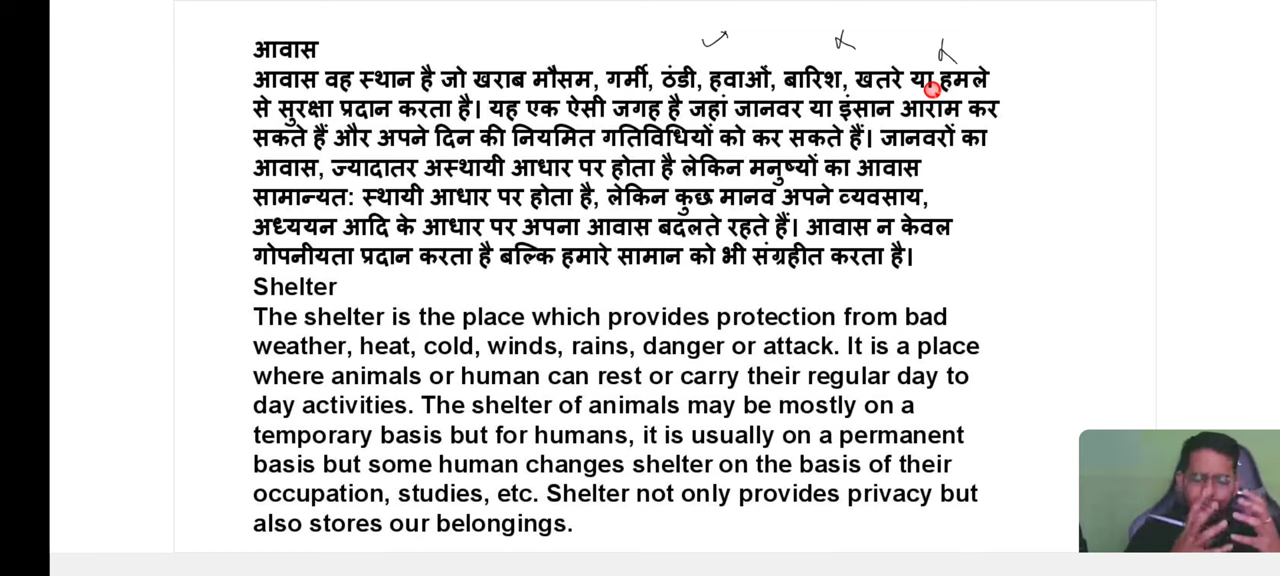 आवास
आवास वह स्थान है जो खराब मौसम, गर्मी, ठंडी, हवाओं, बारिश, खतरे या हमले
से सुरक्षा प्रदान करता है। यह एक ऐसी जगह है जहां जानवर या इंसान आराम कर
सकते हैं और अपने दिन की नियमित गतिविधियों को कर सकते हैं। जानवरों का
आवास, ज्यादातर अस्थायी आधार पर होता है लेकिन मनुष्यों का आवास
सामान्यत: स्थायी आधार पर होता है, लेकिन कुछ मानव अपने व्यवसाय,
अध्ययन आदि के आधार पर अपना आवास बदलते रहते हैं। आवास न केवल
गोपनीयता प्रदान करता है बल्कि हमारे सामान को भी संग्रहीत करता है।
Shelter
The shelter is the place which provides protection from bad
weather, heat, cold, winds, rains, danger or attack. It is a place
where animals or human can rest or carry their regular day to
day activities. The shelter of animals may be mostly on a
temporary basis but for humans, it is usually on a permanent
basis but some human changes shelter on the basis of their
occupation, studies, etc. Shelter not only provides privacy but
also stores our belongings.